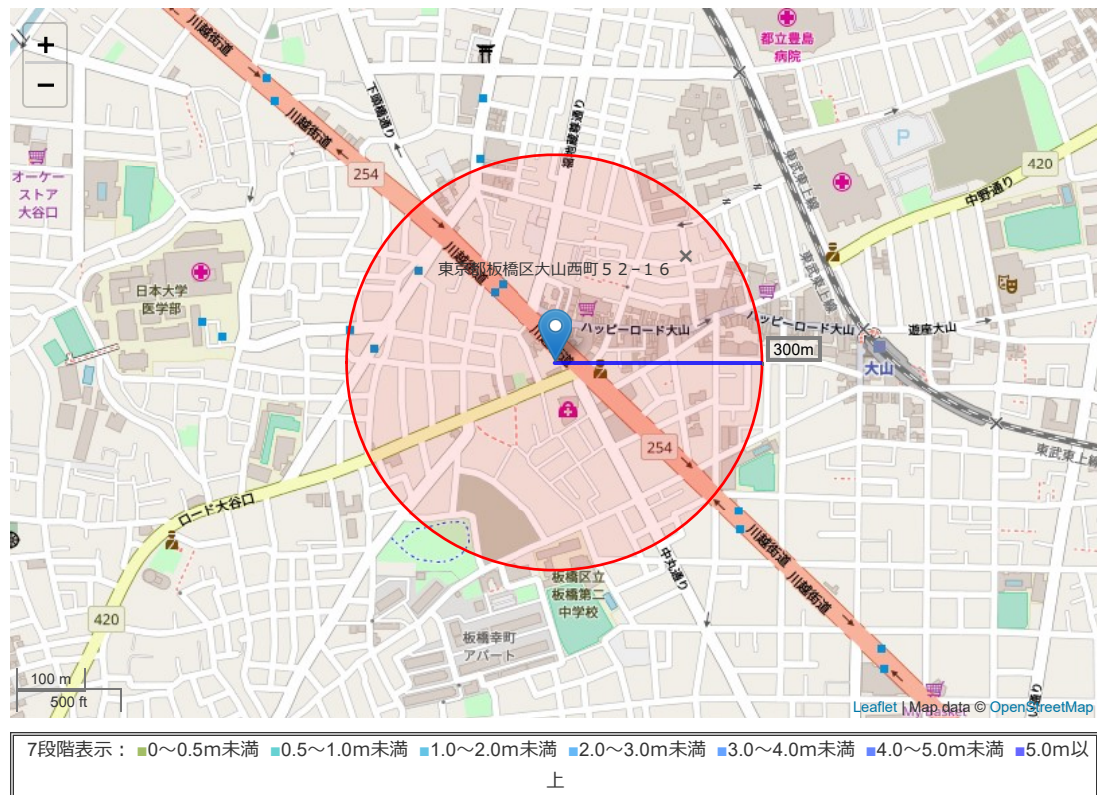 +
川越街道
都立豊島
病院
−
下頭橋通り
川越街道
P
420
オーケー
ストア
大谷口
254
東武東上線
中野通り
川越街道
東京都板橋区大山西町５２−１６
東武東上線
日本大学
医学部
ハッピーロード大山
ハッピーロード大山
遊座大山
川越街道
300m
大山
254
東武東上線
ロード大谷口
川越街道
中丸通り
板橋区立
板橋第二
中学校
川越街道
420
板橋幸町
アパート
100 m
500 ft
My Basket
Leaflet | Map data © OpenStreetMap
7段階表示： ■0～0.5m未満 ■0.5～1.0m未満 ■1.0～2.0m未満 ■2.0～3.0m未満 ■3.0～4.0m未満 ■4.0～5.0m未満 ■5.0m以
上